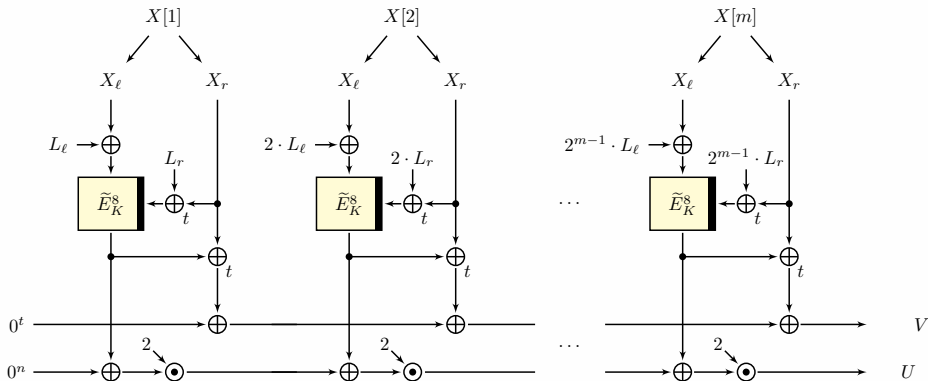 X[1] X[2] X[m]
X_ℓ X_r X_ℓ X_r X_ℓ X_r
L_ℓ 2 · L_ℓ 2^{m−1} · L_ℓ
L_r 2 · L_r 2^{m−1} · L_r
Ẽ_K^8 Ẽ_K^8 · · · Ẽ_K^8
t t t
t t t
0^t V
2 2 · · · 2
0^n U